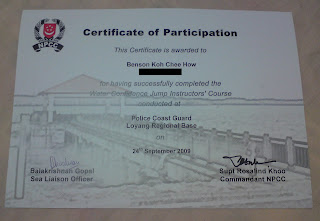 NPCC
Certificate of Participation
This Certificate is awarded to
Benson Koh Chee How
for having successfully completed the
Water Confidence Jump Instructors' Course
conducted at
Police Coast Guard
Loyang Regional Base
on
24th September 2009
Balakrishnan Gopal
Sea Liaison Officer
Supt Rosalind Khoo
Commandant NPCC